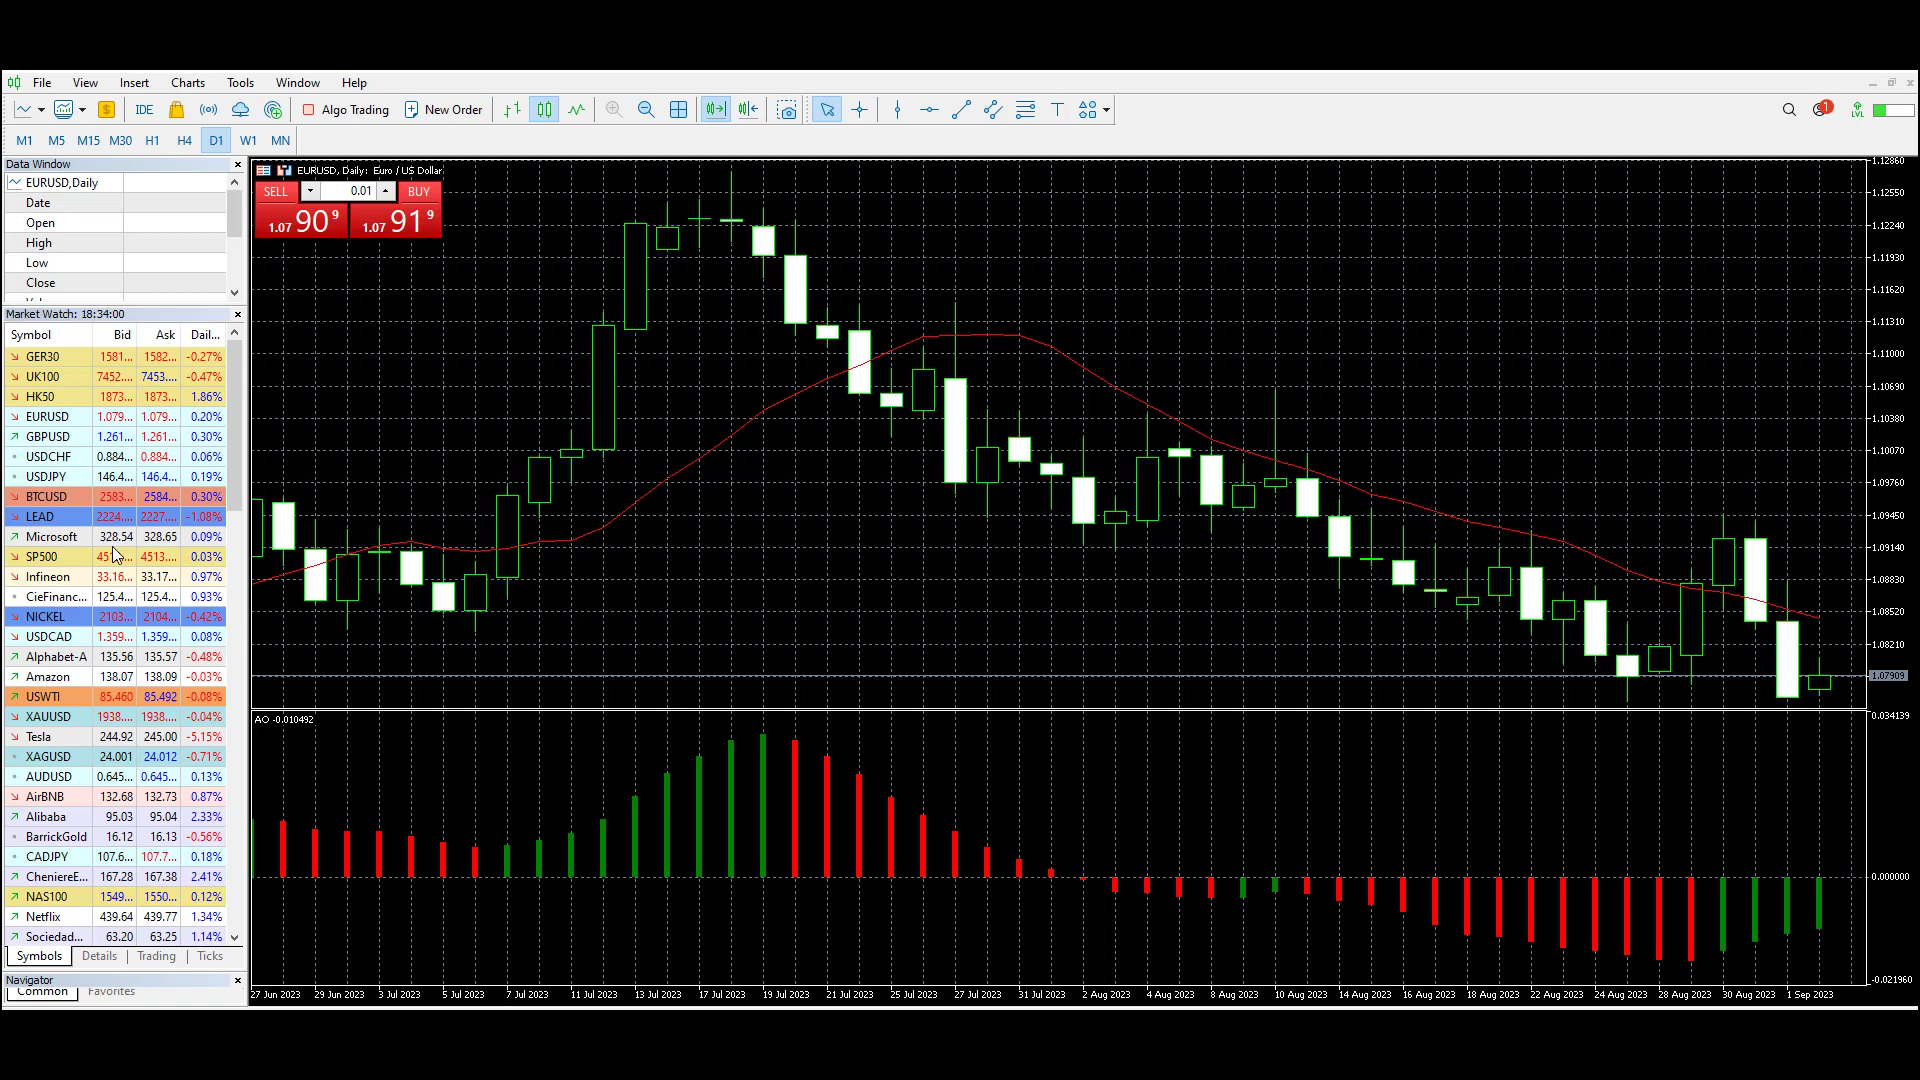 File View Insert Charts Tools Window Help
IDE Algo Trading New Order 1 LVL
M1 M5 M15 M30 H1 H4 D1 W1 MN
Data Window
EURUSD,Daily
Date
Open
High
Low
Close
Market Watch: 18:34:00
Symbol Bid Ask Dail...
GER30 1581... 1582... -0.27%
UK100 7452.... 7453.... -0.47%
HK50 1873... 1873... 1.86%
EURUSD 1.079... 1.079... 0.20%
GBPUSD 1.261... 1.261... 0.30%
USDCHF 0.884... 0.884... 0.06%
USDJPY 146.4... 146.4... 0.19%
BTCUSD 2583... 2584... 0.30%
LEAD 2224.... 2227.... -1.08%
Microsoft 328.54 328.65 0.09%
SP500 4513.... 0.03%
Infineon 33.16... 33.17... 0.97%
CieFinanc... 125.4... 125.4... 0.93%
NICKEL 2103... 2104... -0.42%
USDCAD 1.359... 1.359... 0.08%
Alphabet-A 135.56 135.57 -0.48%
Amazon 138.07 138.09 -0.03%
USWTI 85.460 85.492 -0.08%
XAUUSD 1938.... 1938.... -0.04%
Tesla 244.92 245.00 -5.15%
XAGUSD 24.001 24.012 -0.71%
AUDUSD 0.645... 0.645... 0.13%
AirBNB 132.68 132.73 0.87%
Alibaba 95.03 95.04 2.33%
BarrickGold 16.12 16.13 -0.56%
CADJPY 107.6... 107.7... 0.18%
CheniereE... 167.28 167.38 2.41%
NAS100 1549... 1550... 0.12%
Netflix 439.64 439.77 1.34%
Sociedad... 63.20 63.25 1.14%
Symbols Details Trading Ticks
Navigator
Common Favorites
EURUSD, Daily: Euro / US Dollar
SELL 0.01 BUY
1.07 90 9 1.07 91 9
1.12860
1.12550
1.12240
1.11930
1.11620
1.11310
1.11000
1.10690
1.10380
1.10070
1.09760
1.09450
1.09140
1.08830
1.08520
1.08210
1.07909
AO -0.010492
0.034139
0.000000
-0.021960
27 Jun 2023 29 Jun 2023 3 Jul 2023 5 Jul 2023 7 Jul 2023 11 Jul 2023 13 Jul 2023 17 Jul 2023 19 Jul 2023 21 Jul 2023 25 Jul 2023 27 Jul 2023 31 Jul 2023 2 Aug 2023 4 Aug 2023 8 Aug 2023 10 Aug 2023 14 Aug 2023 16 Aug 2023 18 Aug 2023 22 Aug 2023 24 Aug 2023 28 Aug 2023 30 Aug 2023 1 Sep 2023